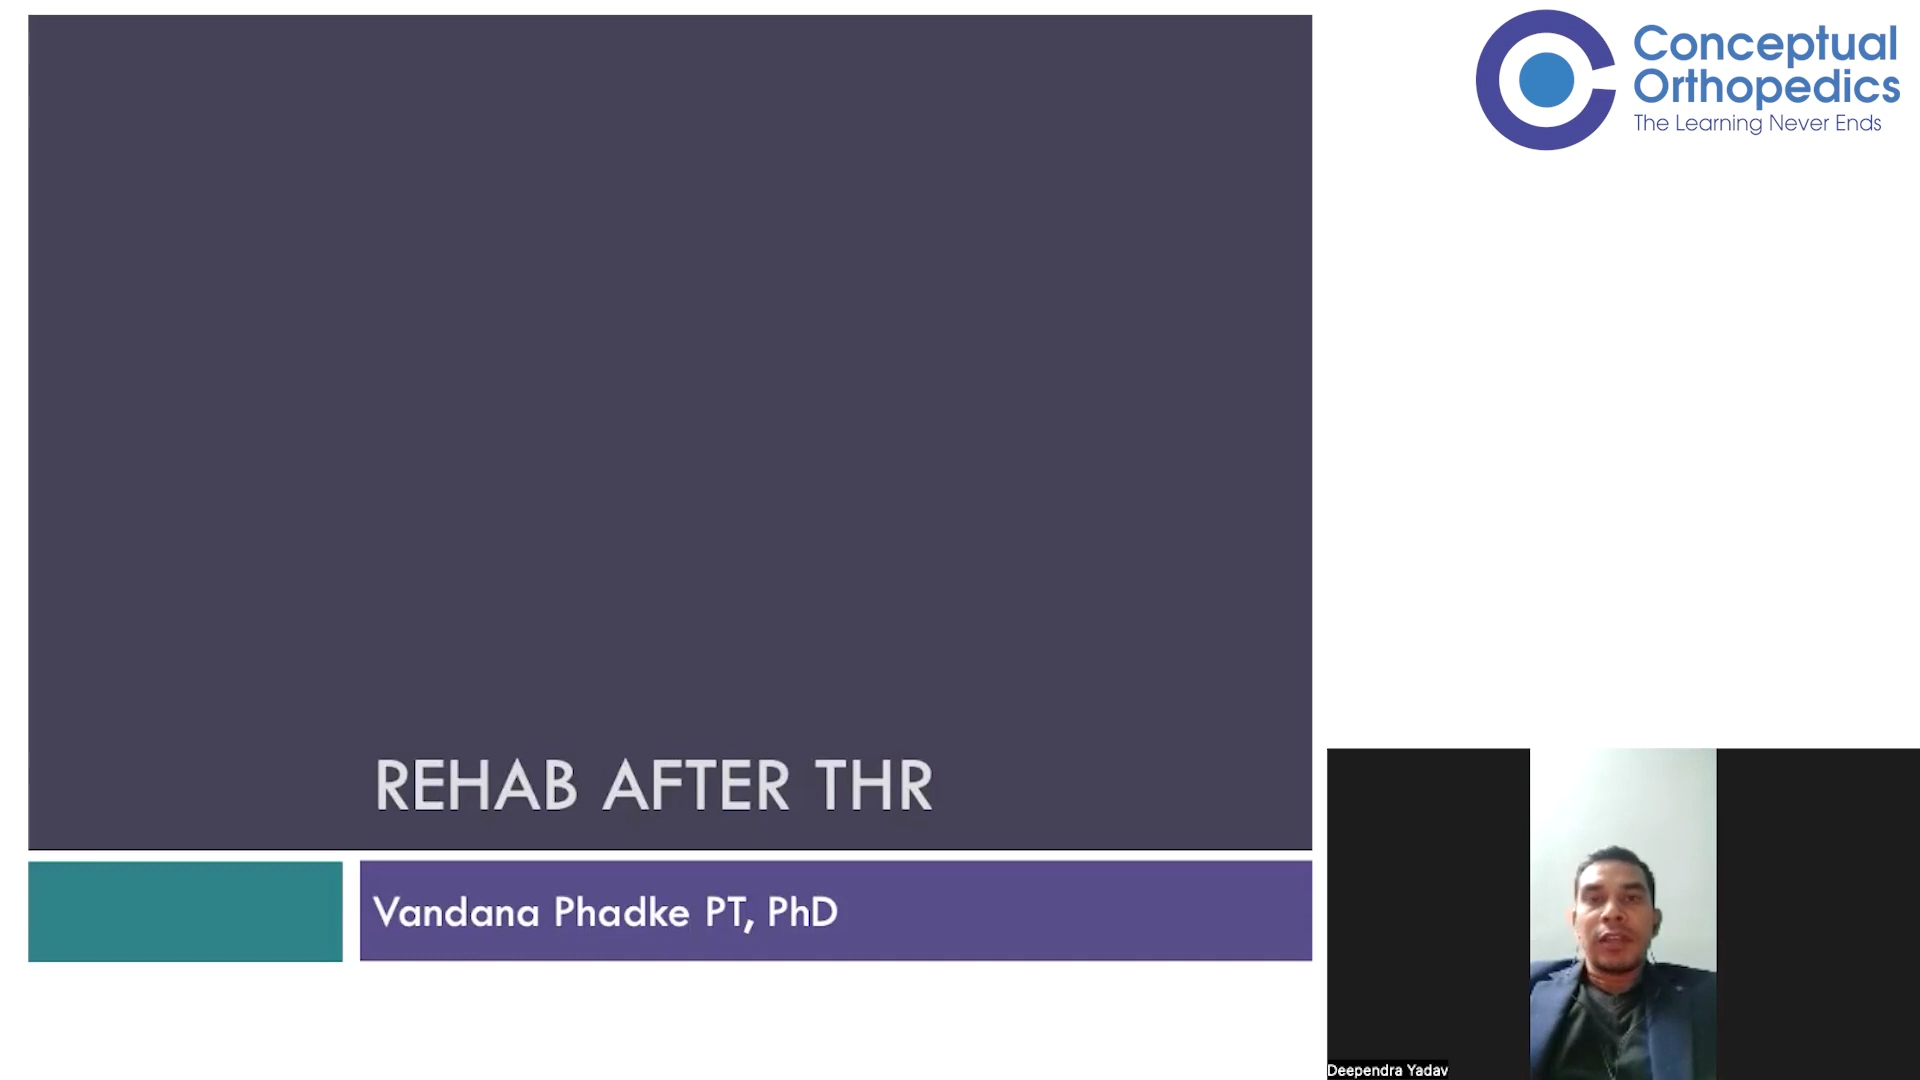 Conceptual
Orthopedics
The Learning Never Ends
REHAB AFTER THR
Vandana Phadke PT, PhD
Deependra Yadav